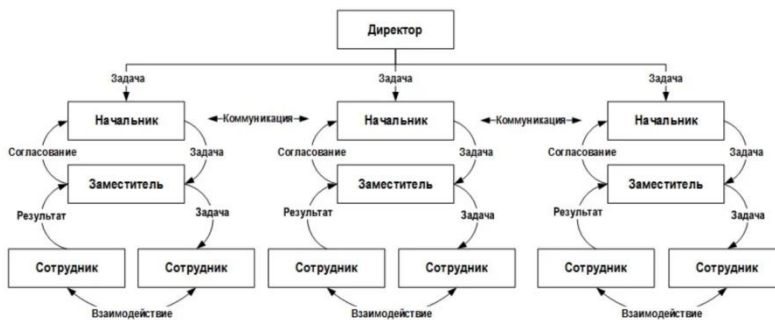 Директор
Задача Задача Задача
Начальник Коммуникация Начальник Коммуникация Начальник
Согласование Задача Согласование Задача Согласование Задача
Заместитель Заместитель Заместитель
Результат Задача Результат Задача Результат Задача
Сотрудник Сотрудник Сотрудник Сотрудник Сотрудник Сотрудник
Взаимодействие Взаимодействие Взаимодействие